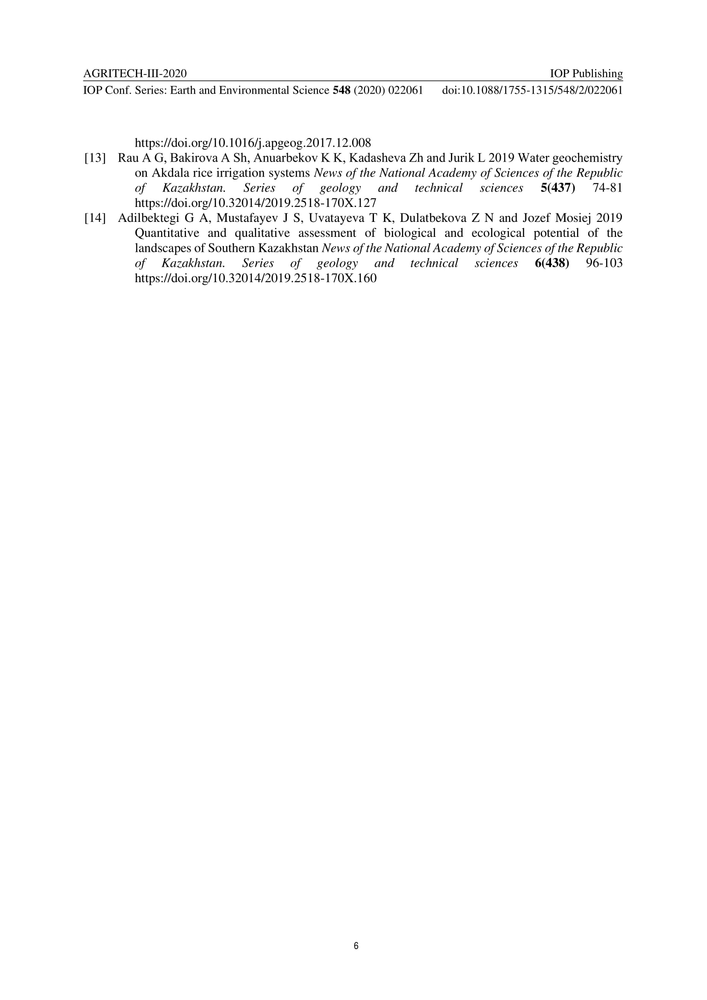 AGRITECH-III-2020 IOP Publishing
IOP Conf. Series: Earth and Environmental Science 548 (2020) 022061 doi:10.1088/1755-1315/548/2/022061
https://doi.org/10.1016/j.apgeog.2017.12.008
[13] Rau A G, Bakirova A Sh, Anuarbekov K K, Kadasheva Zh and Jurik L 2019 Water geochemistry
on Akdala rice irrigation systems News of the National Academy of Sciences of the Republic
of Kazakhstan. Series of geology and technical sciences 5(437) 74-81
https://doi.org/10.32014/2019.2518-170X.127
[14] Adilbektegi G A, Mustafayev J S, Uvatayeva T K, Dulatbekova Z N and Jozef Mosiej 2019
Quantitative and qualitative assessment of biological and ecological potential of the
landscapes of Southern Kazakhstan News of the National Academy of Sciences of the Republic
of Kazakhstan. Series of geology and technical sciences 6(438) 96-103
https://doi.org/10.32014/2019.2518-170X.160
6